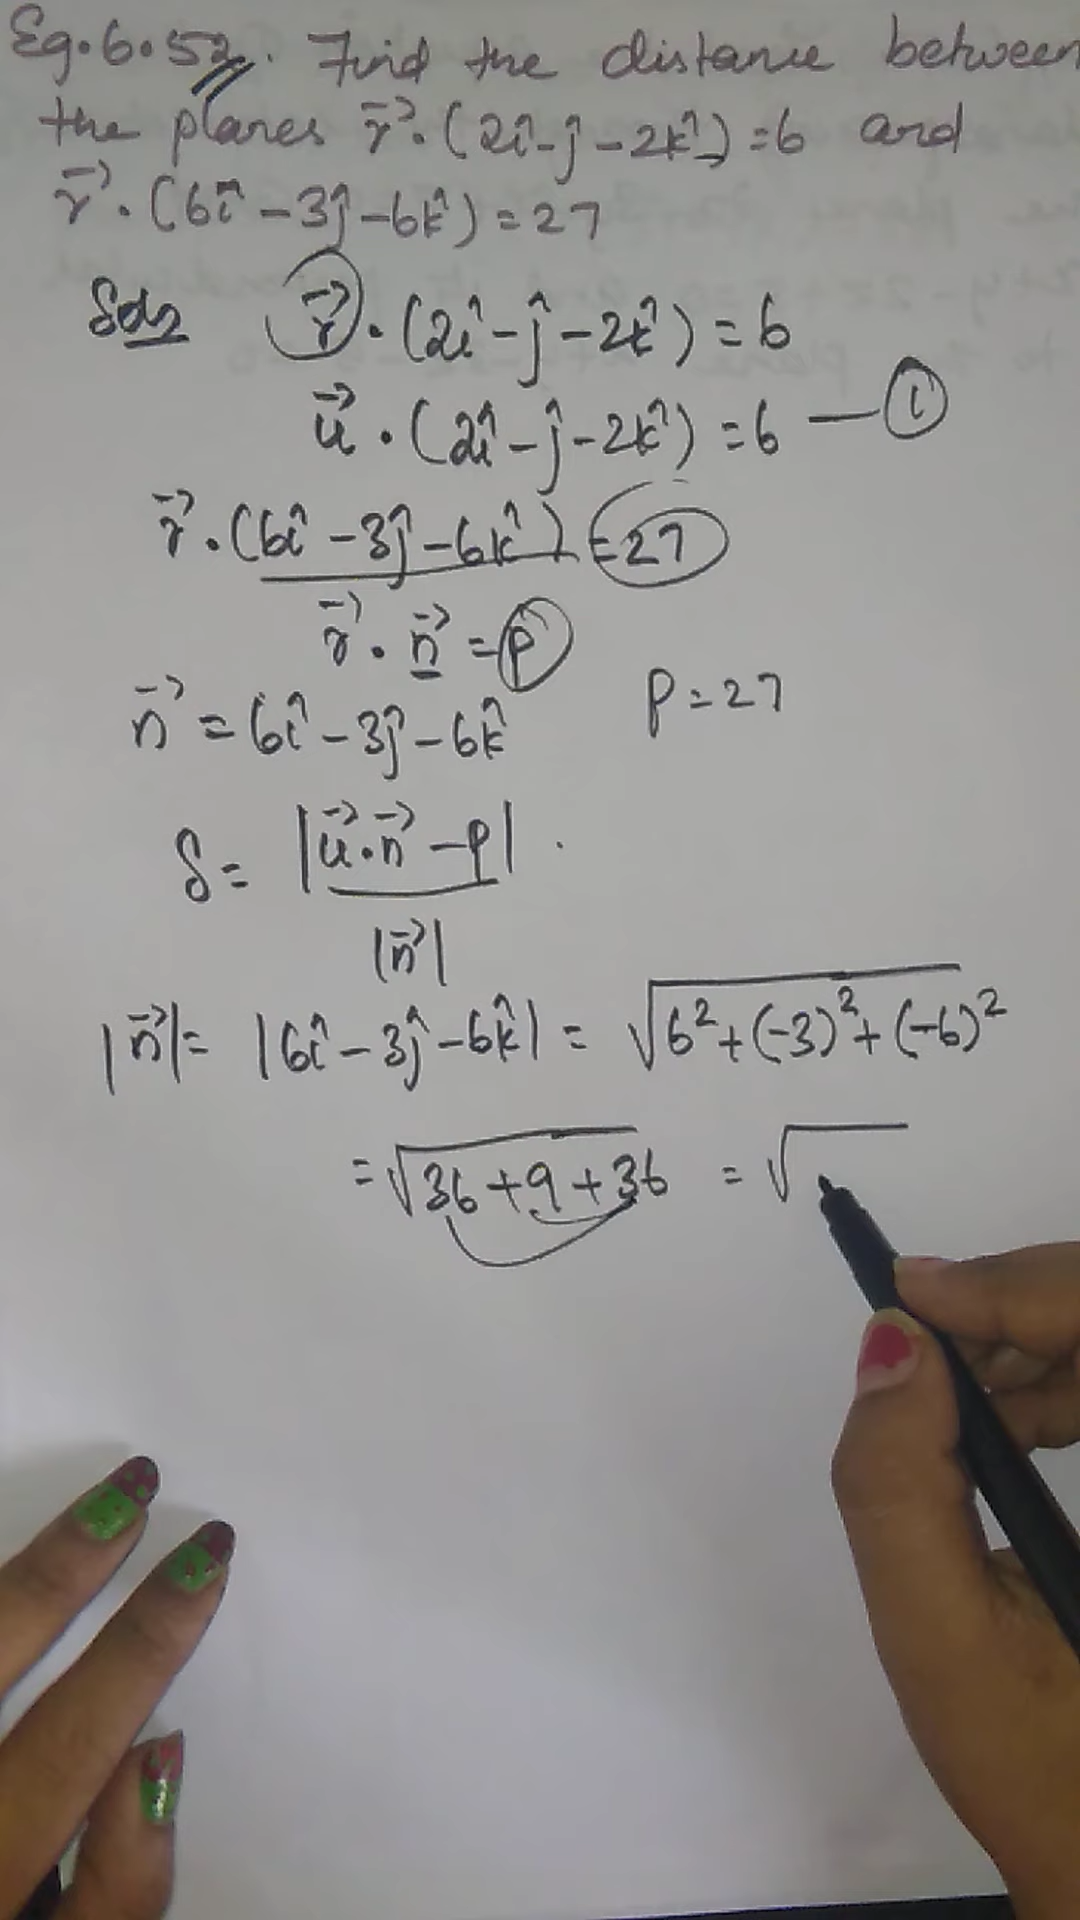 Eg.6.52. Find the distance between
the planes r⃗.(2î-ĵ-2k̂)=6 and
r⃗.(6î-3ĵ-6k̂)=27
Soln r⃗.(2î-ĵ-2k̂)=6
u⃗.(2î-ĵ-2k̂)=6 — ①
r⃗.(6î-3ĵ-6k̂)=27
r⃗.n⃗=p
n⃗=6î-3ĵ-6k̂ p=27
δ= |u⃗.n⃗-p|
|n⃗|
|n⃗|= |6î-3ĵ-6k̂| = √6²+(-3)²+(-6)²
=√36+9+36 =√